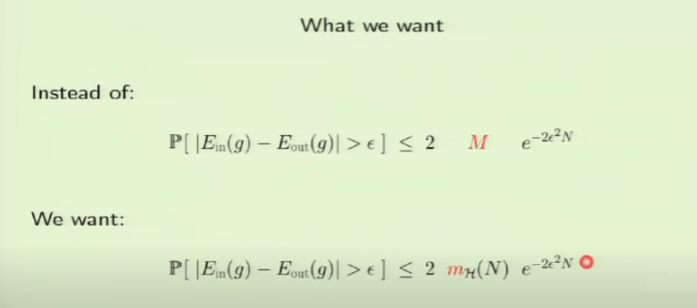 What we want
Instead of:
ℙ[ |E_in(g) − E_out(g)| > ϵ ] ≤ 2 M e^{−2ϵ²N}
We want:
ℙ[ |E_in(g) − E_out(g)| > ϵ ] ≤ 2 m_ℋ(N) e^{−2ϵ²N}